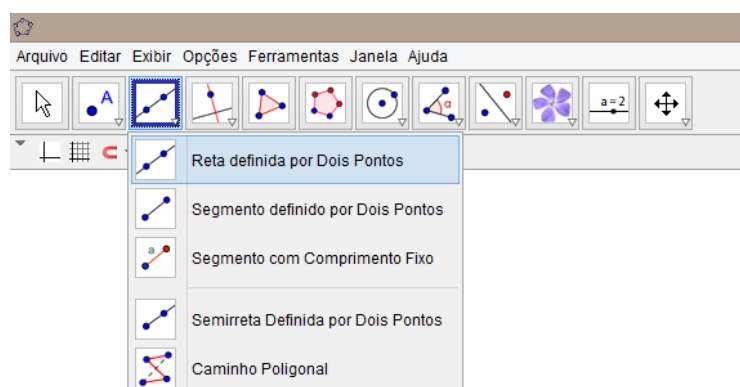 Arquivo Editar Exibir Opções Ferramentas Janela Ajuda
A
α
a = 2
Reta definida por Dois Pontos
Segmento definido por Dois Pontos
a
Segmento com Comprimento Fixo
Semirreta Definida por Dois Pontos
Caminho Poligonal